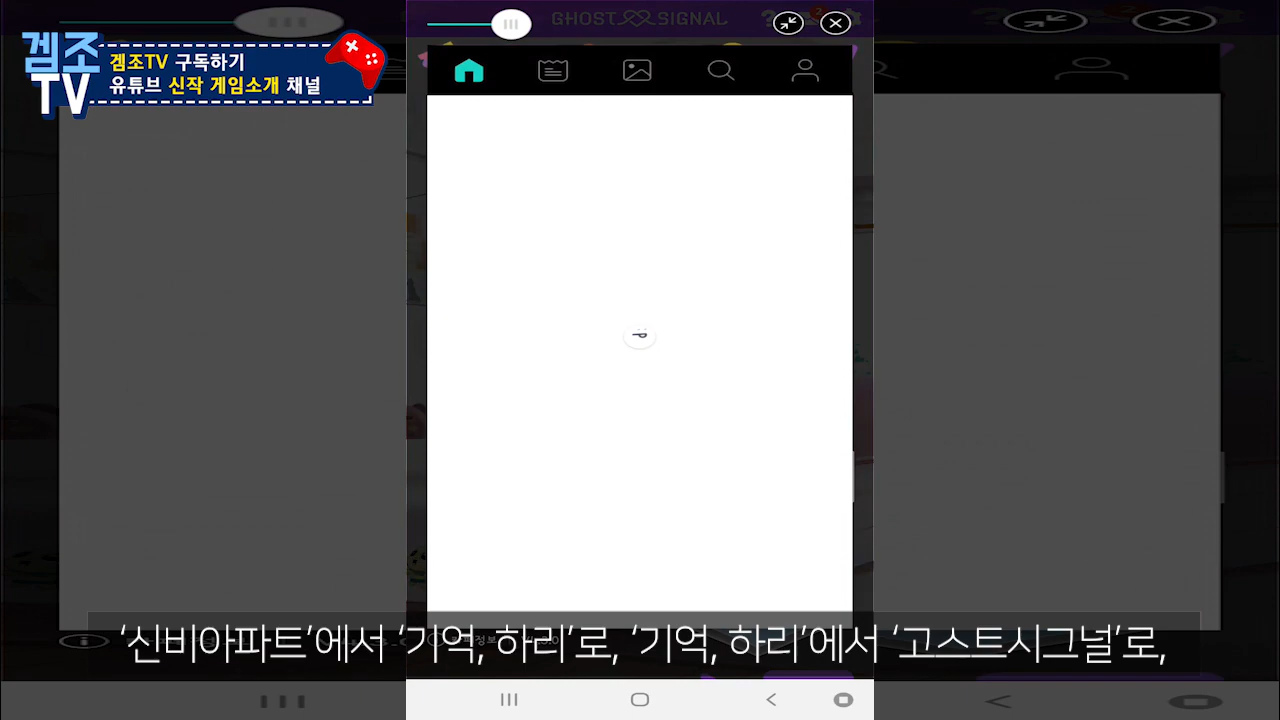 GHOST SIGNAL
2
겜조
TV
겜조TV 구독하기
유튜브 신작 게임소개 채널
‘신비아파트’에서 ‘기억, 하리’로, ‘기억, 하리’에서 ‘고스트시그널’로,